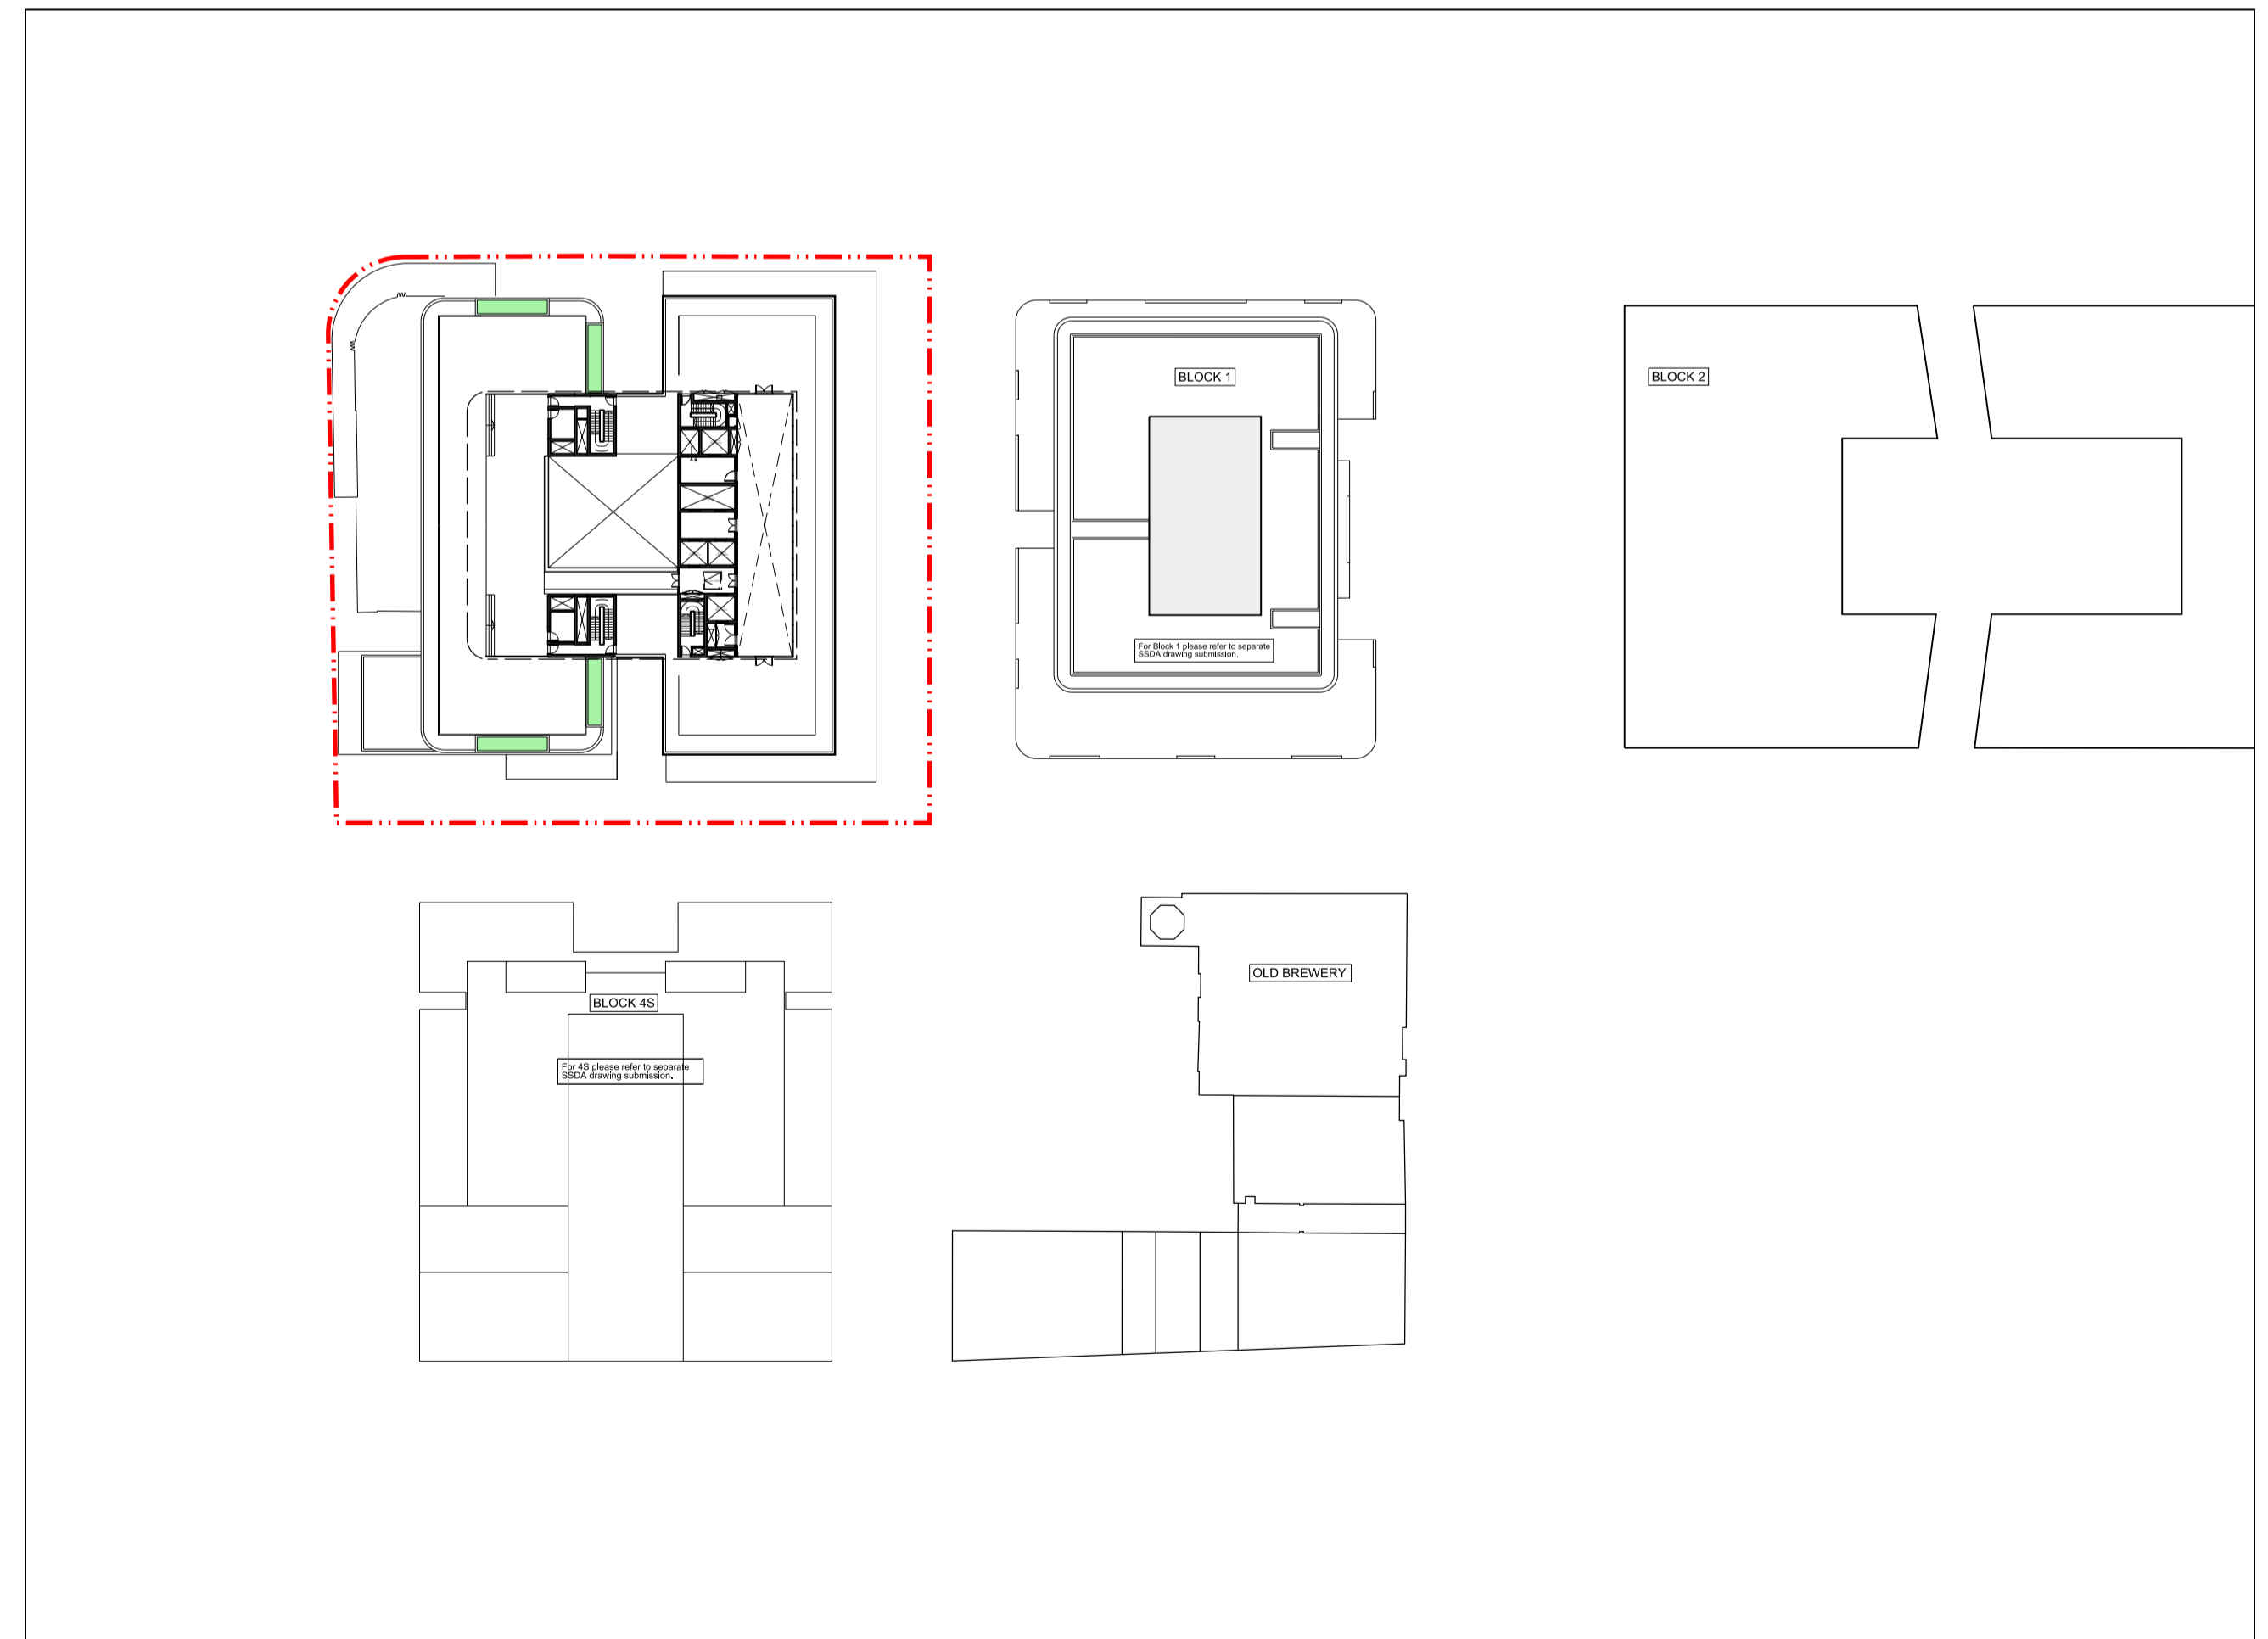 BLOCK 1
BLOCK 2
For Block 1 please refer to separate
SSDA drawing submission.
OLD BREWERY
BLOCK 4S
For 4S please refer to separate
SSDA drawing submission.